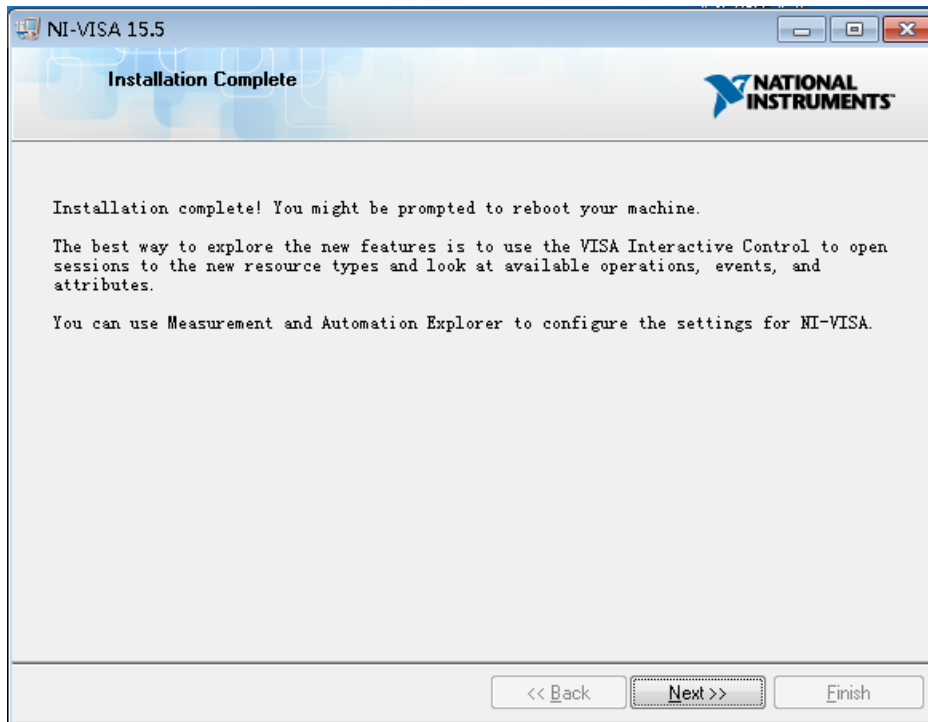 NI-VISA 15.5
Installation Complete
NATIONAL
INSTRUMENTS
Installation complete! You might be prompted to reboot your machine.
The best way to explore the new features is to use the VISA Interactive Control to open
sessions to the new resource types and look at available operations, events, and
attributes.
You can use Measurement and Automation Explorer to configure the settings for NI-VISA.
<< Back
Next >>
Finish